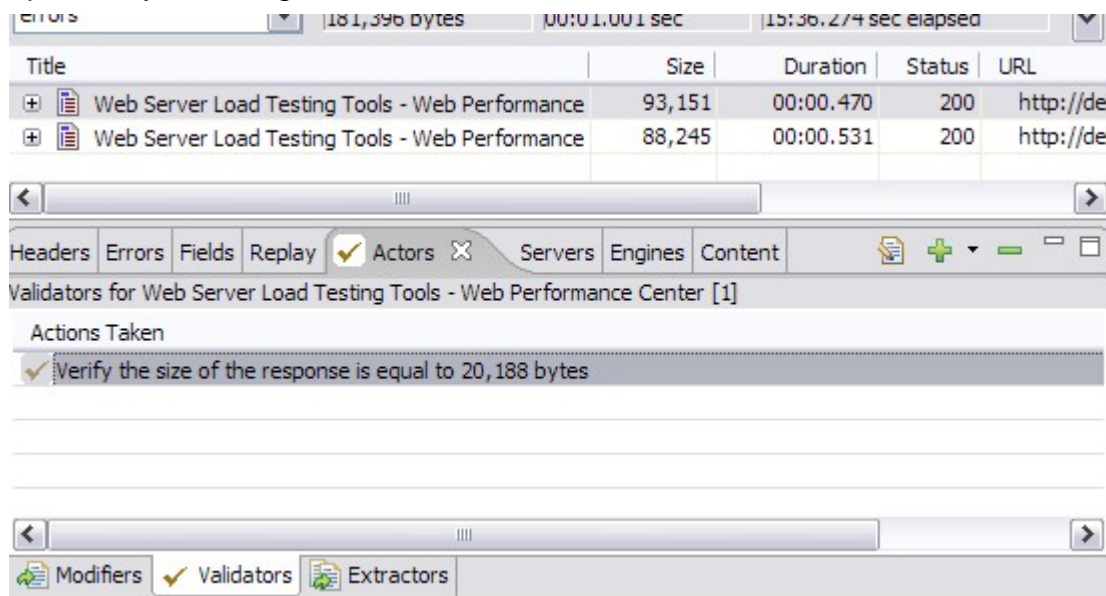 errors 181,396 bytes 00:01.001 sec 15:36.274 sec elapsed
Title Size Duration Status URL
Web Server Load Testing Tools - Web Performance 93,151 00:00.470 200 http://de
Web Server Load Testing Tools - Web Performance 88,245 00:00.531 200 http://de
Headers Errors Fields Replay Actors Servers Engines Content
Validators for Web Server Load Testing Tools - Web Performance Center [1]
Actions Taken
Verify the size of the response is equal to 20,188 bytes
Modifiers Validators Extractors